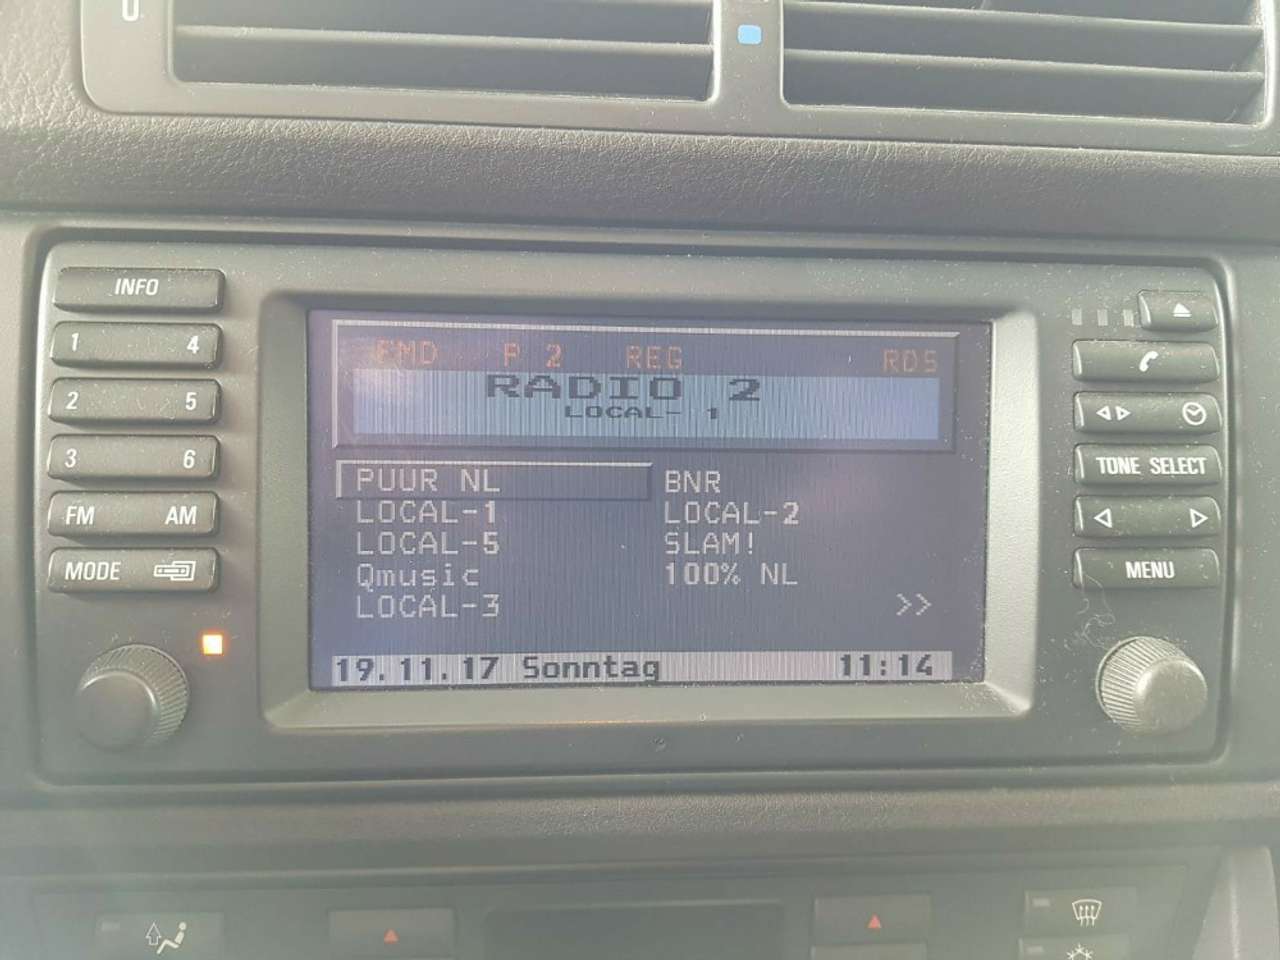 INFO
1 4
2 5
3 6
FM AM
MODE
FMD P 2 REG RDS
RADIO 2
LOCAL- 1
PUUR NL BNR
LOCAL-1 LOCAL-2
LOCAL-5 SLAM!
Qmusic 100% NL
LOCAL-3 >>
19.11.17 Sonntag 11:14
TONE SELECT
MENU